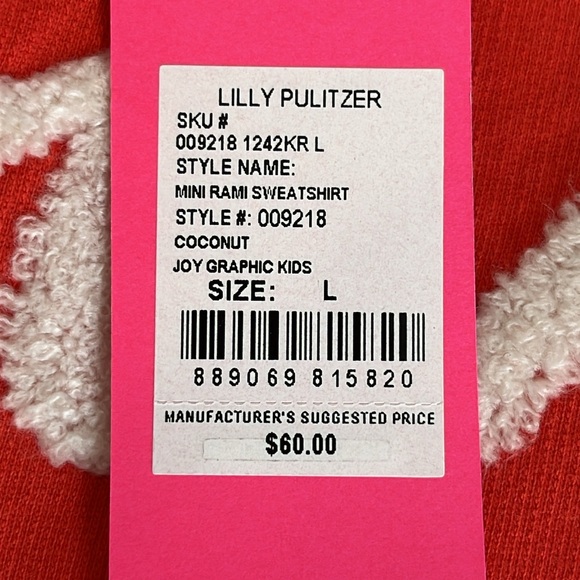 LILLY PULITZER
SKU #
009218 1242KR L
STYLE NAME:
MINI RAMI SWEATSHIRT
STYLE #: 009218
COCONUT
JOY GRAPHIC KIDS
SIZE: L
889069 815820
MANUFACTURER'S SUGGESTED PRICE
$60.00